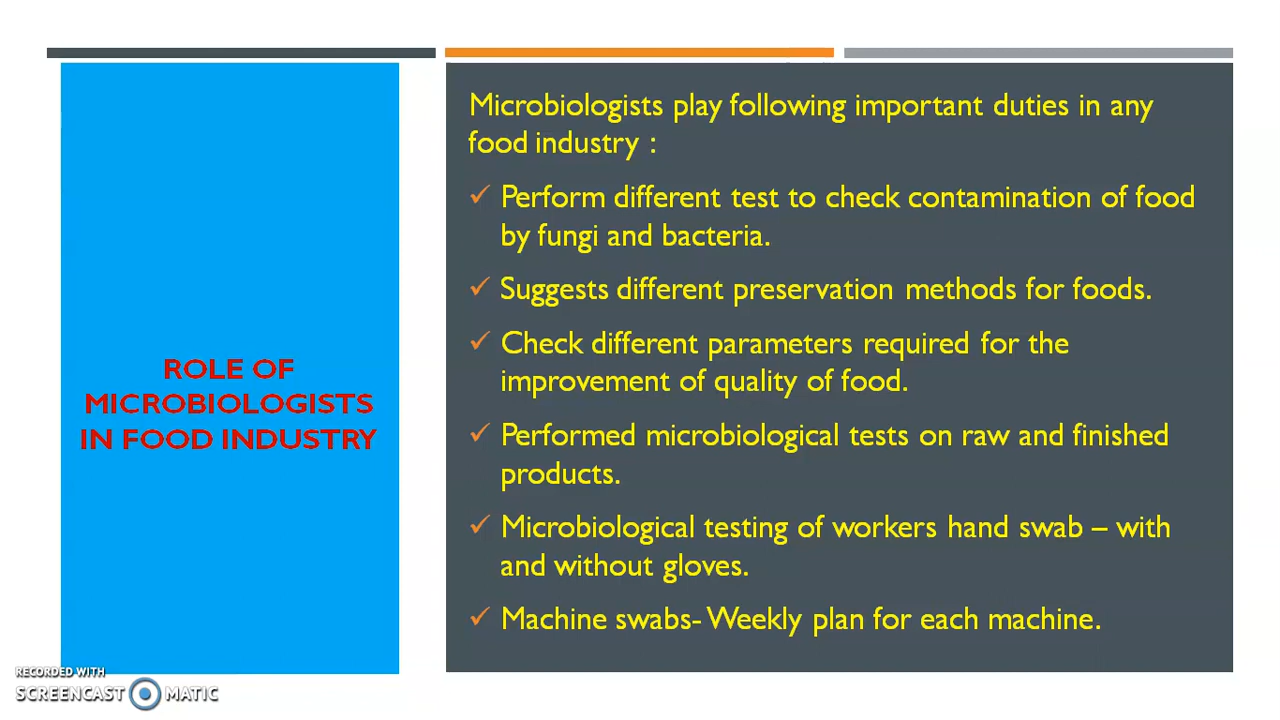 ROLE OF
MICROBIOLOGISTS
IN FOOD INDUSTRY
Microbiologists play following important duties in any
food industry :
✓ Perform different test to check contamination of food
by fungi and bacteria.
✓ Suggests different preservation methods for foods.
✓ Check different parameters required for the
improvement of quality of food.
✓ Performed microbiological tests on raw and finished
products.
✓ Microbiological testing of workers hand swab – with
and without gloves.
✓ Machine swabs- Weekly plan for each machine.
RECORDED WITH
SCREENCAST MATIC